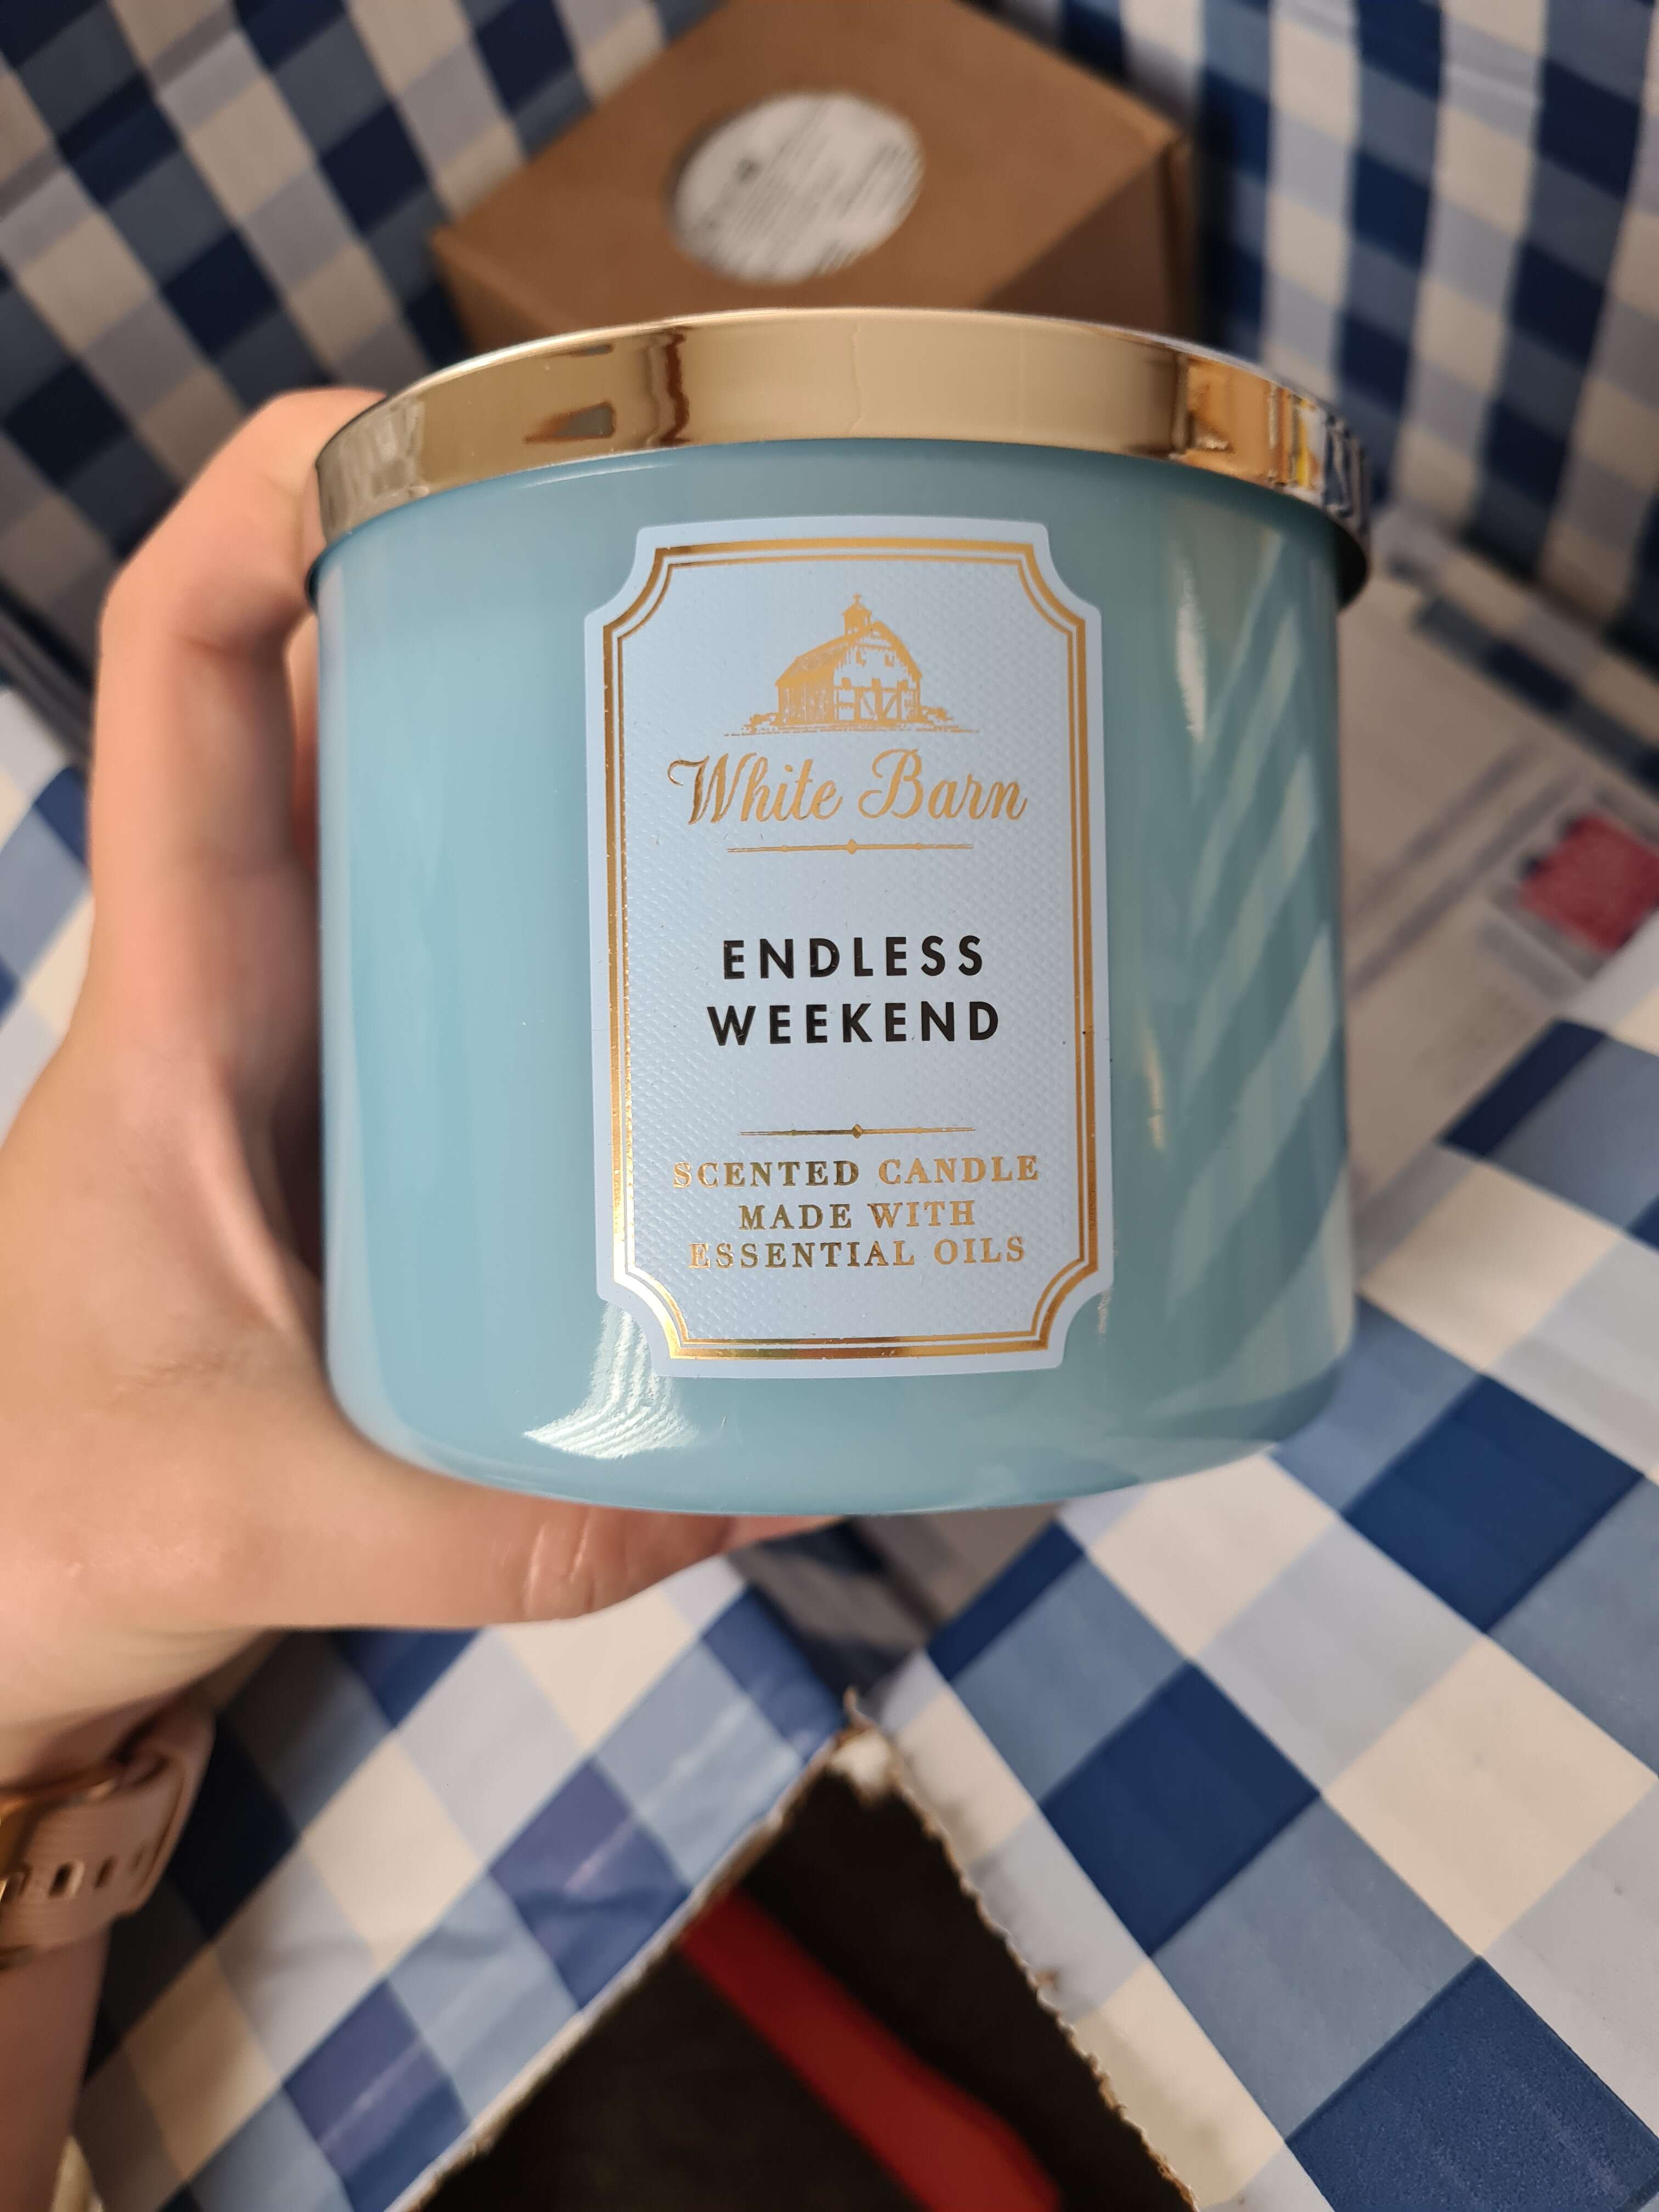 White Barn
ENDLESS
WEEKEND
SCENTED CANDLE
MADE WITH
ESSENTIAL OILS